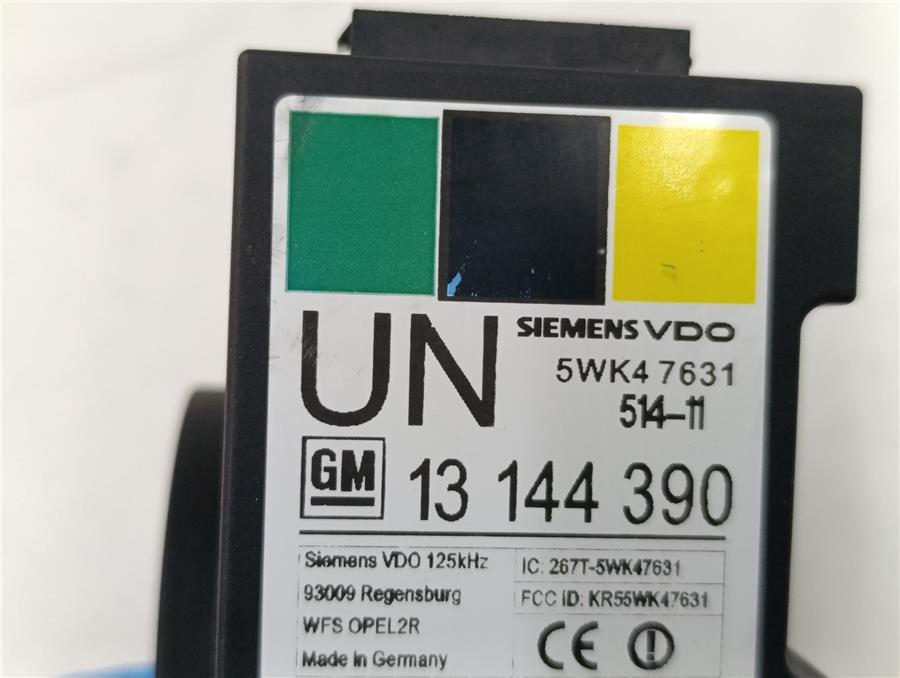 UN
SIEMENS VDO
5WK4 7631
514-11
GM 13 144 390
Siemens VDO 125kHz
93009 Regensburg
WFS OPEL2R
Made in Germany
IC: 267T-5WK47631
FCC ID: KR55WK47631
CE